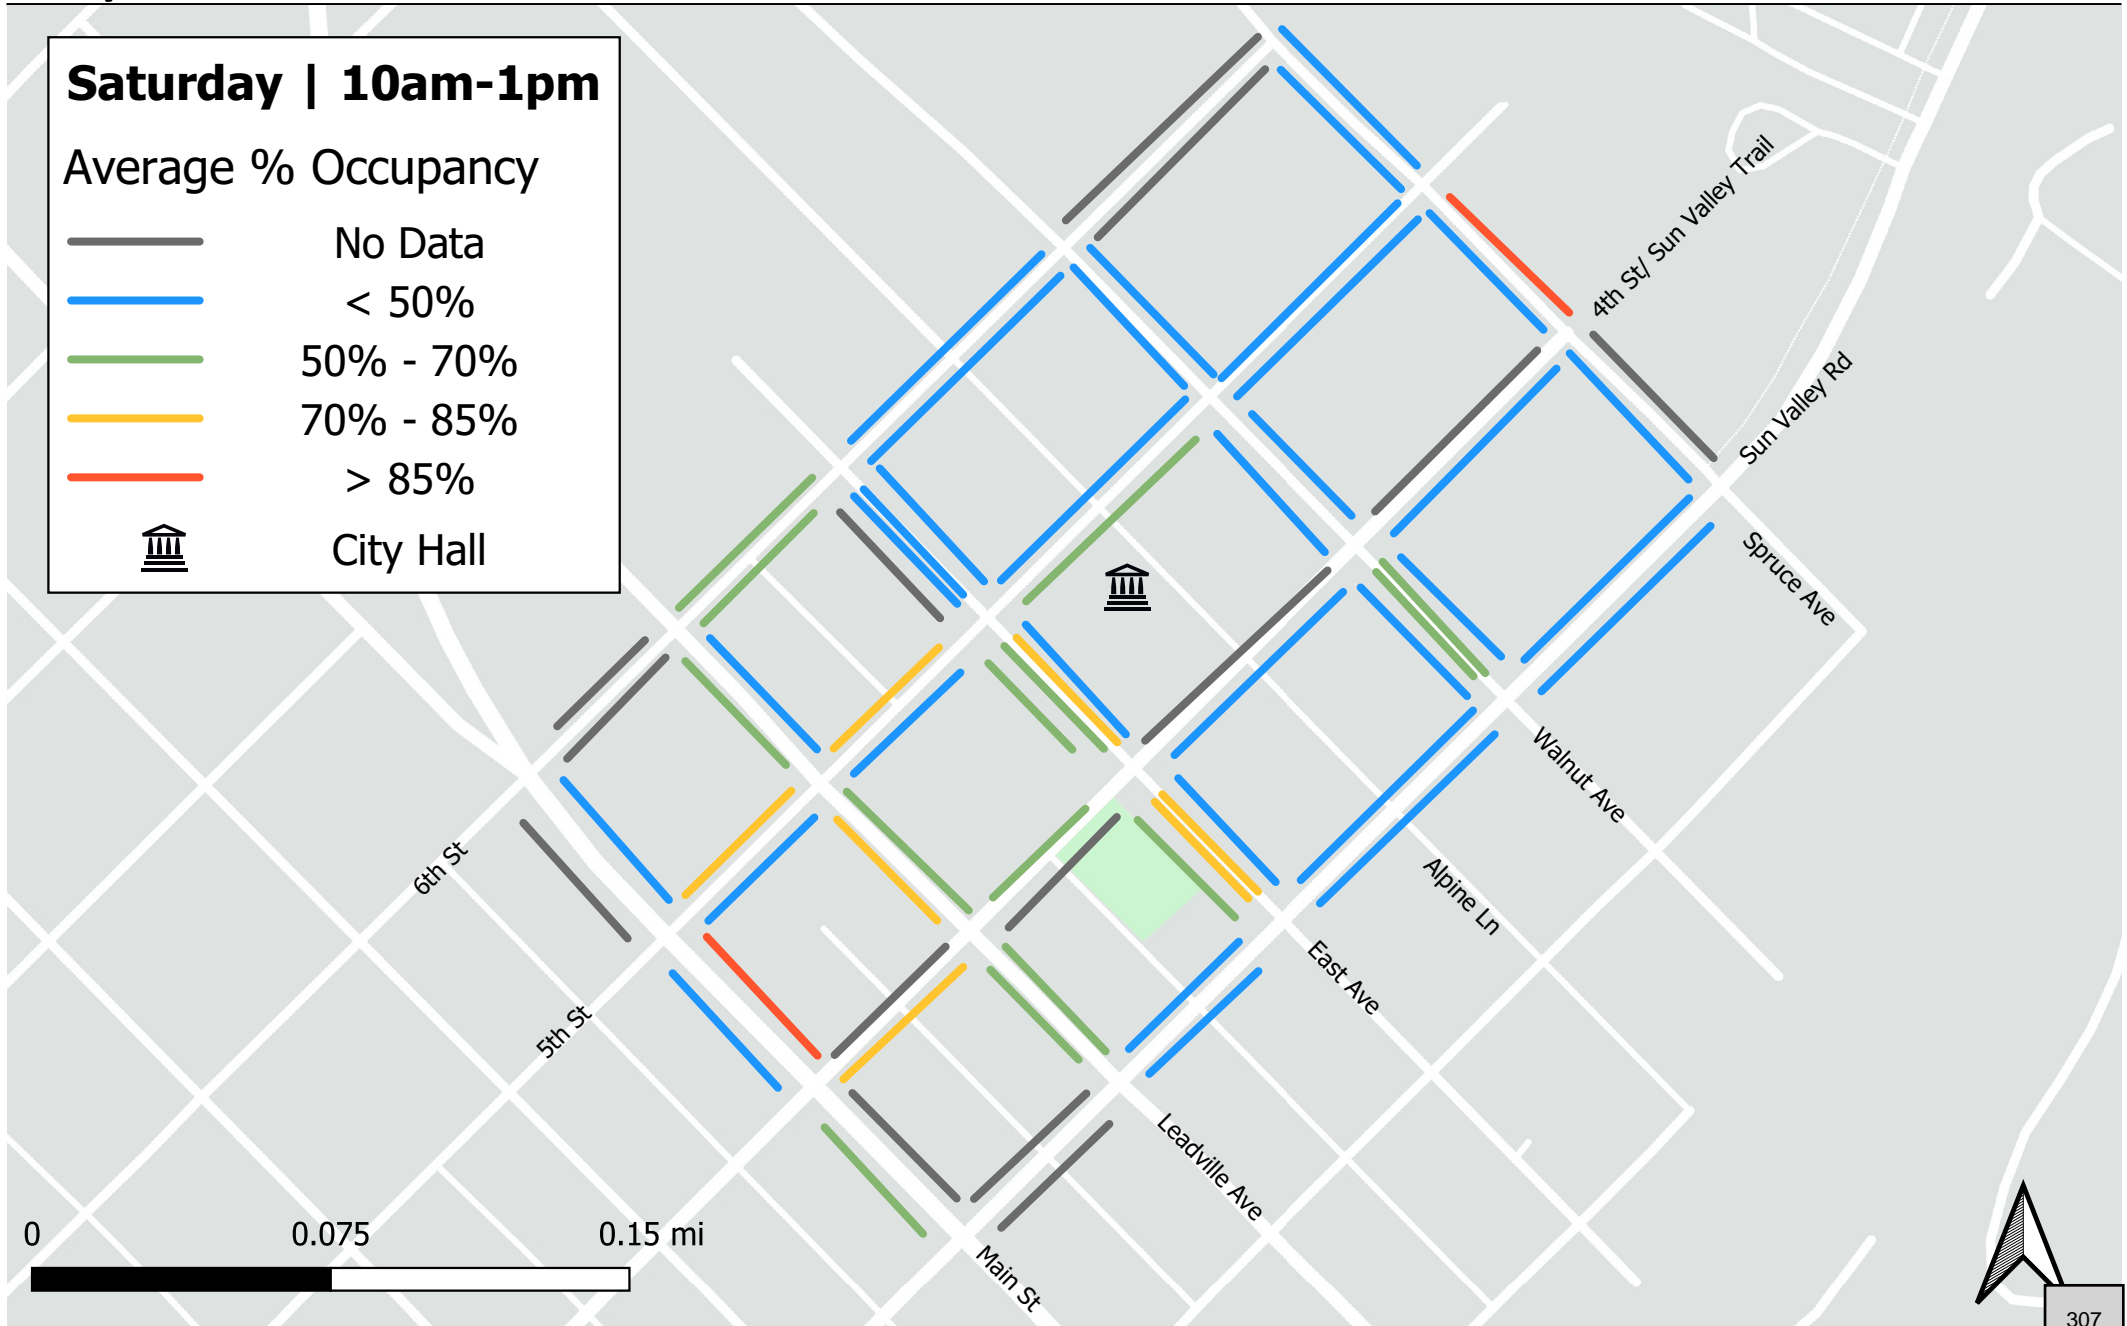 Saturday | 10am-1pm
Average % Occupancy
No Data
< 50%
50% - 70%
70% - 85%
> 85%
City Hall
4th St/ Sun Valley Trail
Sun Valley Rd
Spruce Ave
Walnut Ave
Alpine Ln
East Ave
Leadville Ave
Main St
6th St
5th St
0 0.075 0.15 mi
307